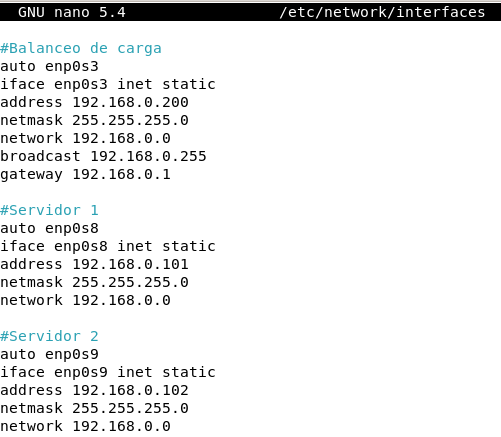 GNU nano 5.4 /etc/network/interfaces
#Balanceo de carga
auto enp0s3
iface enp0s3 inet static
address 192.168.0.200
netmask 255.255.255.0
network 192.168.0.0
broadcast 192.168.0.255
gateway 192.168.0.1
#Servidor 1
auto enp0s8
iface enp0s8 inet static
address 192.168.0.101
netmask 255.255.255.0
network 192.168.0.0
#Servidor 2
auto enp0s9
iface enp0s9 inet static
address 192.168.0.102
netmask 255.255.255.0
network 192.168.0.0